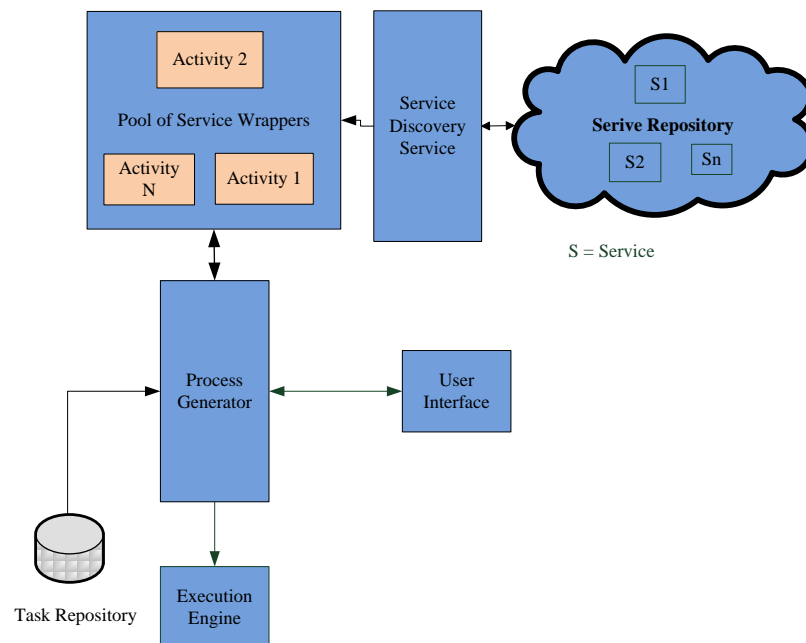 Activity 2
Pool of Service Wrappers
Activity
N
Activity 1
Service
Discovery
Service
S1
Serive Repository
S2
Sn
S = Service
Process
Generator
User
Interface
Task Repository
Execution
Engine